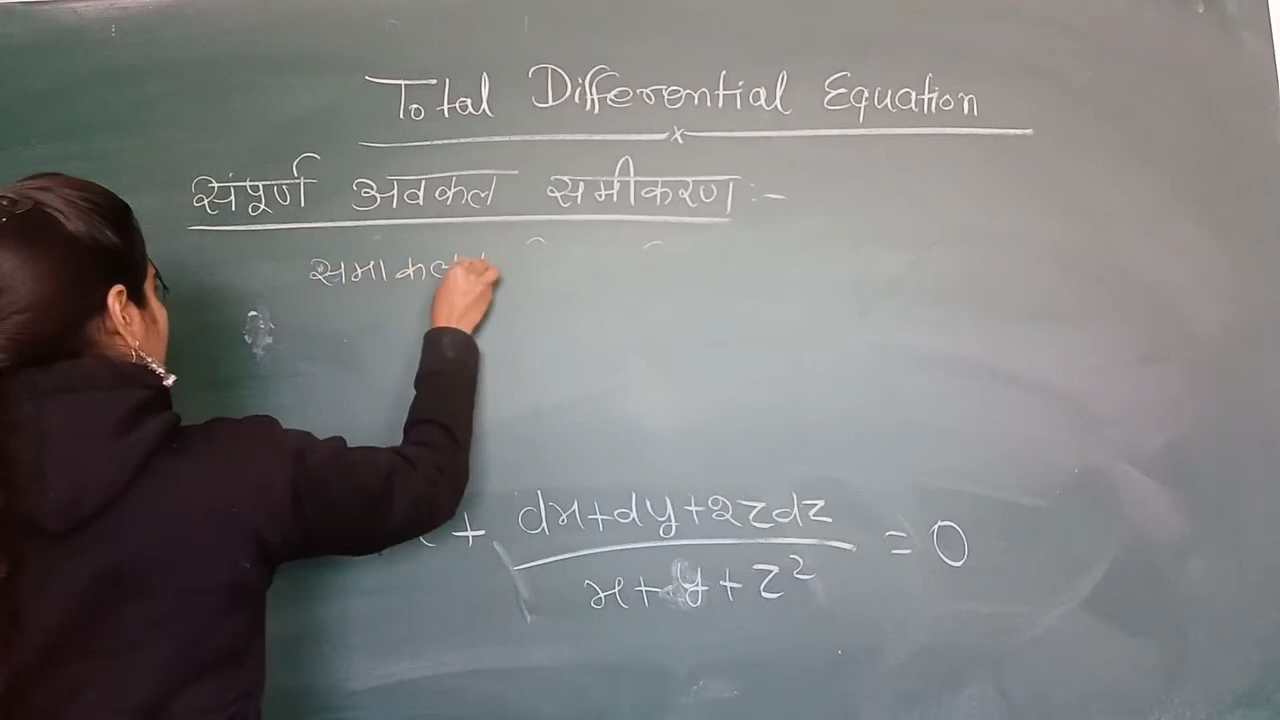 Total Differential Equation
संपूर्ण अवकल समीकरण :-
+ dx+dy+2zdz / x+y+z² = 0